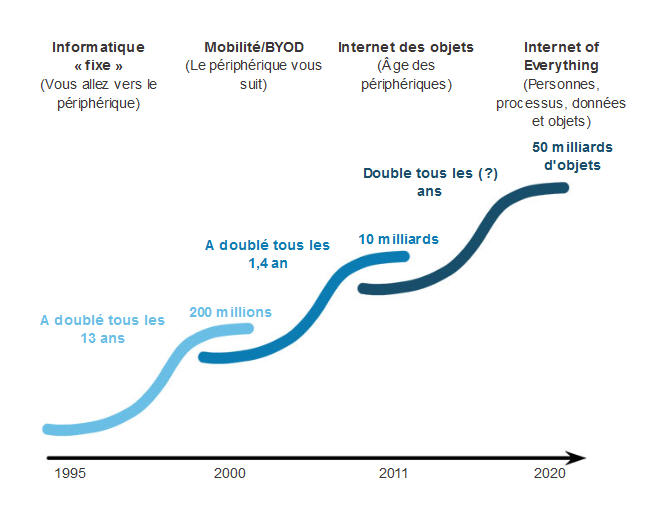 Informatique
« fixe »
(Vous allez vers le
périphérique)
Mobilité/BYOD
(Le périphérique vous
suit)
Internet des objets
(Âge des
périphériques)
Internet of
Everything
(Personnes,
processus, données
et objets)
50 milliards
d'objets
Double tous les (?)
ans
A doublé tous les
1,4 an
10 milliards
A doublé tous les
13 ans
200 millions
1995
2000
2011
2020